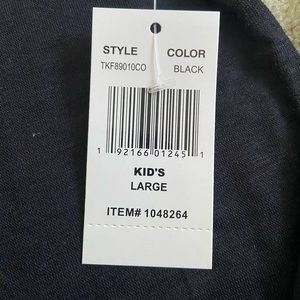 STYLE COLOR
TKF89010CO BLACK
1 92166 01245 1
KID'S
LARGE
ITEM# 1048264